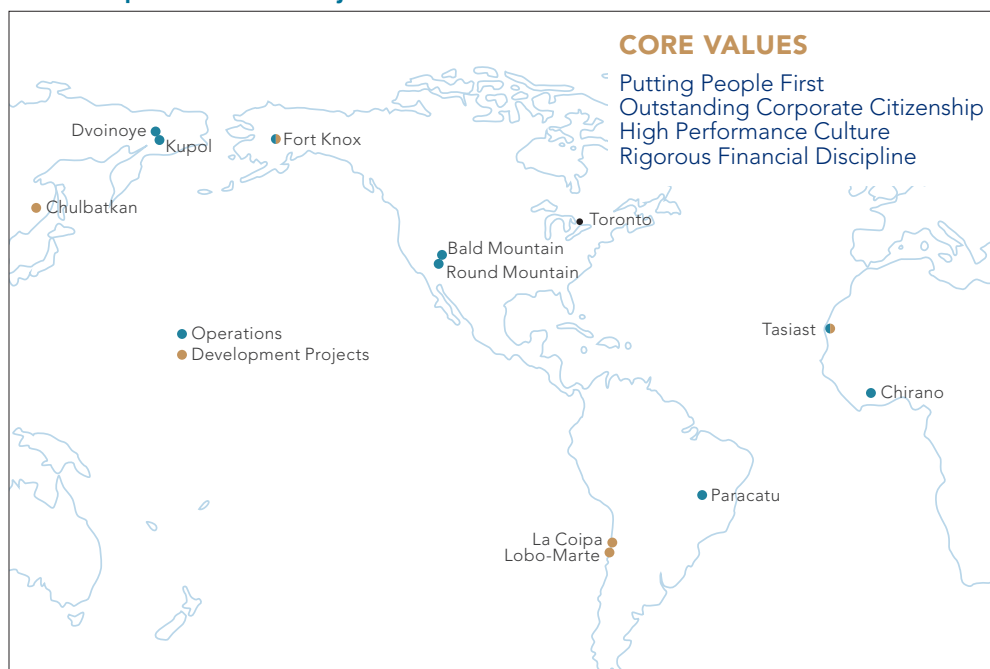 CORE VALUES
Putting People First
Outstanding Corporate Citizenship
High Performance Culture
Rigorous Financial Discipline
Dvoinoye
Kupol
Fort Knox
Chulbatkan
Toronto
Bald Mountain
Round Mountain
Operations
Development Projects
Tasiast
Chirano
Paracatu
La Coipa
Lobo-Marte